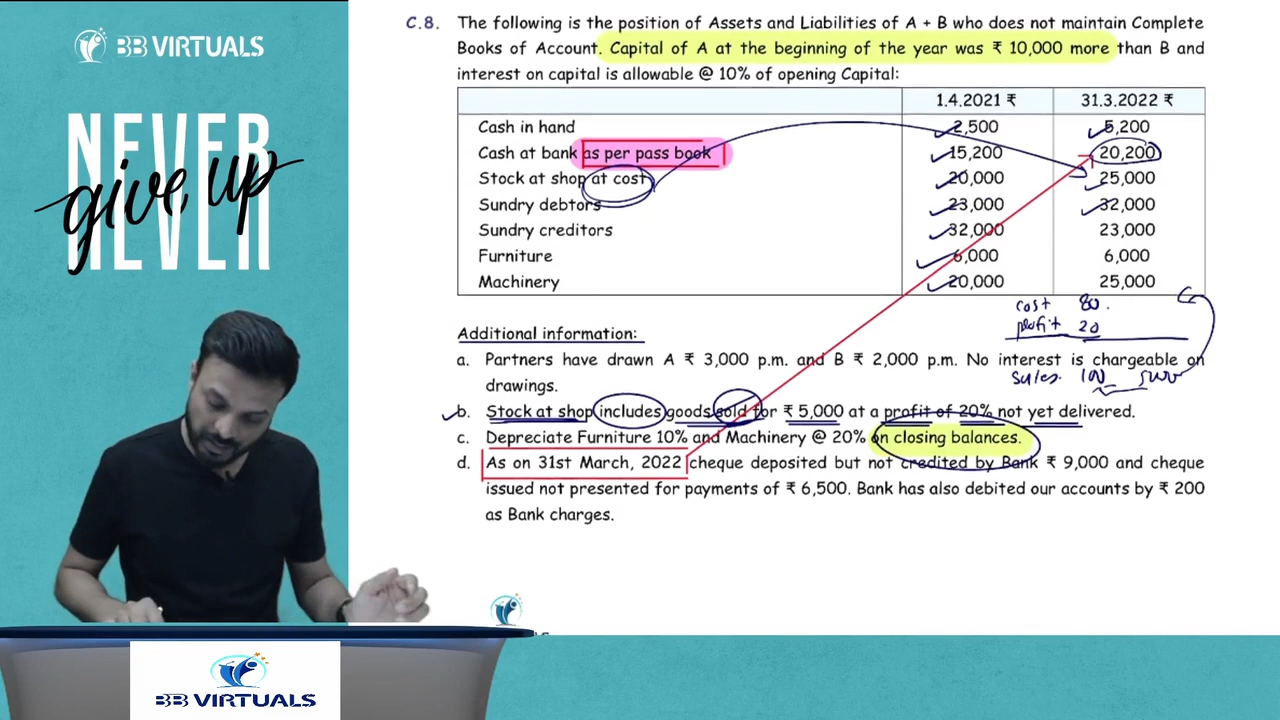 BB VIRTUALS
NEVER
give up
NEVER
C.8. The following is the position of Assets and Liabilities of A + B who does not maintain Complete
Books of Account. Capital of A at the beginning of the year was ₹ 10,000 more than B and
interest on capital is allowable @ 10% of opening Capital:
1.4.2021 ₹ 31.3.2022 ₹
Cash in hand 2,500 5,200
Cash at bank as per pass book 15,200 20,200
Stock at shop at cost 20,000 25,000
Sundry debtors 23,000 32,000
Sundry creditors 32,000 23,000
Furniture 6,000 6,000
Machinery 20,000 25,000
cost 80
profit 20
sales 100 5000
Additional information:
a. Partners have drawn A ₹ 3,000 p.m. and B ₹ 2,000 p.m. No interest is chargeable on
drawings.
b. Stock at shop includes goods sold for ₹ 5,000 at a profit of 20% not yet delivered.
c. Depreciate Furniture 10% and Machinery @ 20% on closing balances.
d. As on 31st March, 2022 cheque deposited but not credited by Bank ₹ 9,000 and cheque
issued not presented for payments of ₹ 6,500. Bank has also debited our accounts by ₹ 200
as Bank charges.
BB VIRTUALS